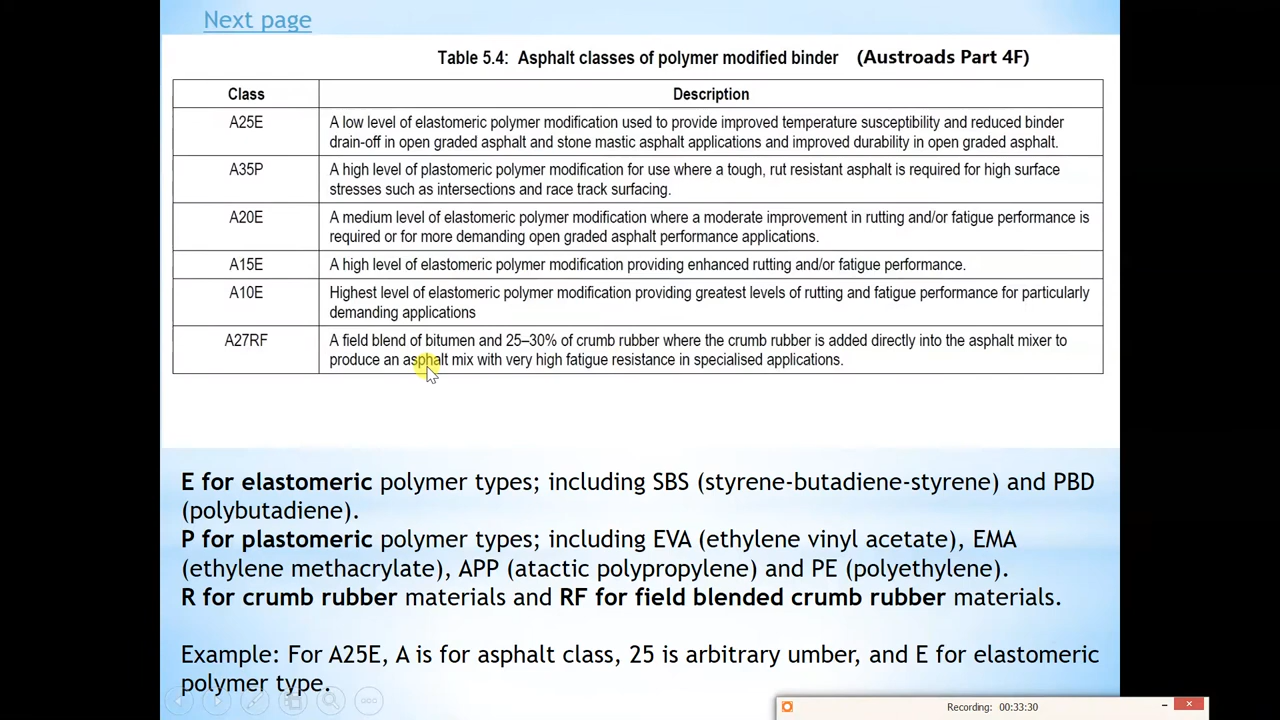 Next page
Table 5.4: Asphalt classes of polymer modified binder (Austroads Part 4F)
Class Description
A25E A low level of elastomeric polymer modification used to provide improved temperature susceptibility and reduced binder
drain-off in open graded asphalt and stone mastic asphalt applications and improved durability in open graded asphalt.
A35P A high level of plastomeric polymer modification for use where a tough, rut resistant asphalt is required for high surface
stresses such as intersections and race track surfacing.
A20E A medium level of elastomeric polymer modification where a moderate improvement in rutting and/or fatigue performance is
required or for more demanding open graded asphalt performance applications.
A15E A high level of elastomeric polymer modification providing enhanced rutting and/or fatigue performance.
A10E Highest level of elastomeric polymer modification providing greatest levels of rutting and fatigue performance for particularly
demanding applications
A27RF A field blend of bitumen and 25–30% of crumb rubber where the crumb rubber is added directly into the asphalt mixer to
produce an asphalt mix with very high fatigue resistance in specialised applications.
E for elastomeric polymer types; including SBS (styrene-butadiene-styrene) and PBD
(polybutadiene).
P for plastomeric polymer types; including EVA (ethylene vinyl acetate), EMA
(ethylene methacrylate), APP (atactic polypropylene) and PE (polyethylene).
R for crumb rubber materials and RF for field blended crumb rubber materials.
Example: For A25E, A is for asphalt class, 25 is arbitrary umber, and E for elastomeric
polymer type.
Recording: 00:33:30